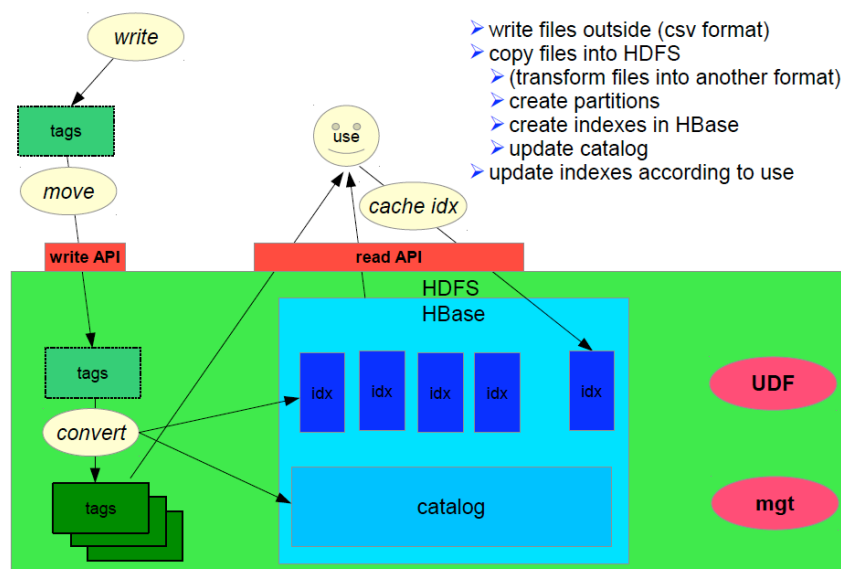 write
write files outside (csv format)
copy files into HDFS
(transform files into another format)
create partitions
create indexes in HBase
update catalog
update indexes according to use
tags
use
move
cache idx
write API
read API
HDFS
HBase
tags
idx
idx
idx
idx
idx
UDF
convert
tags
catalog
mgt